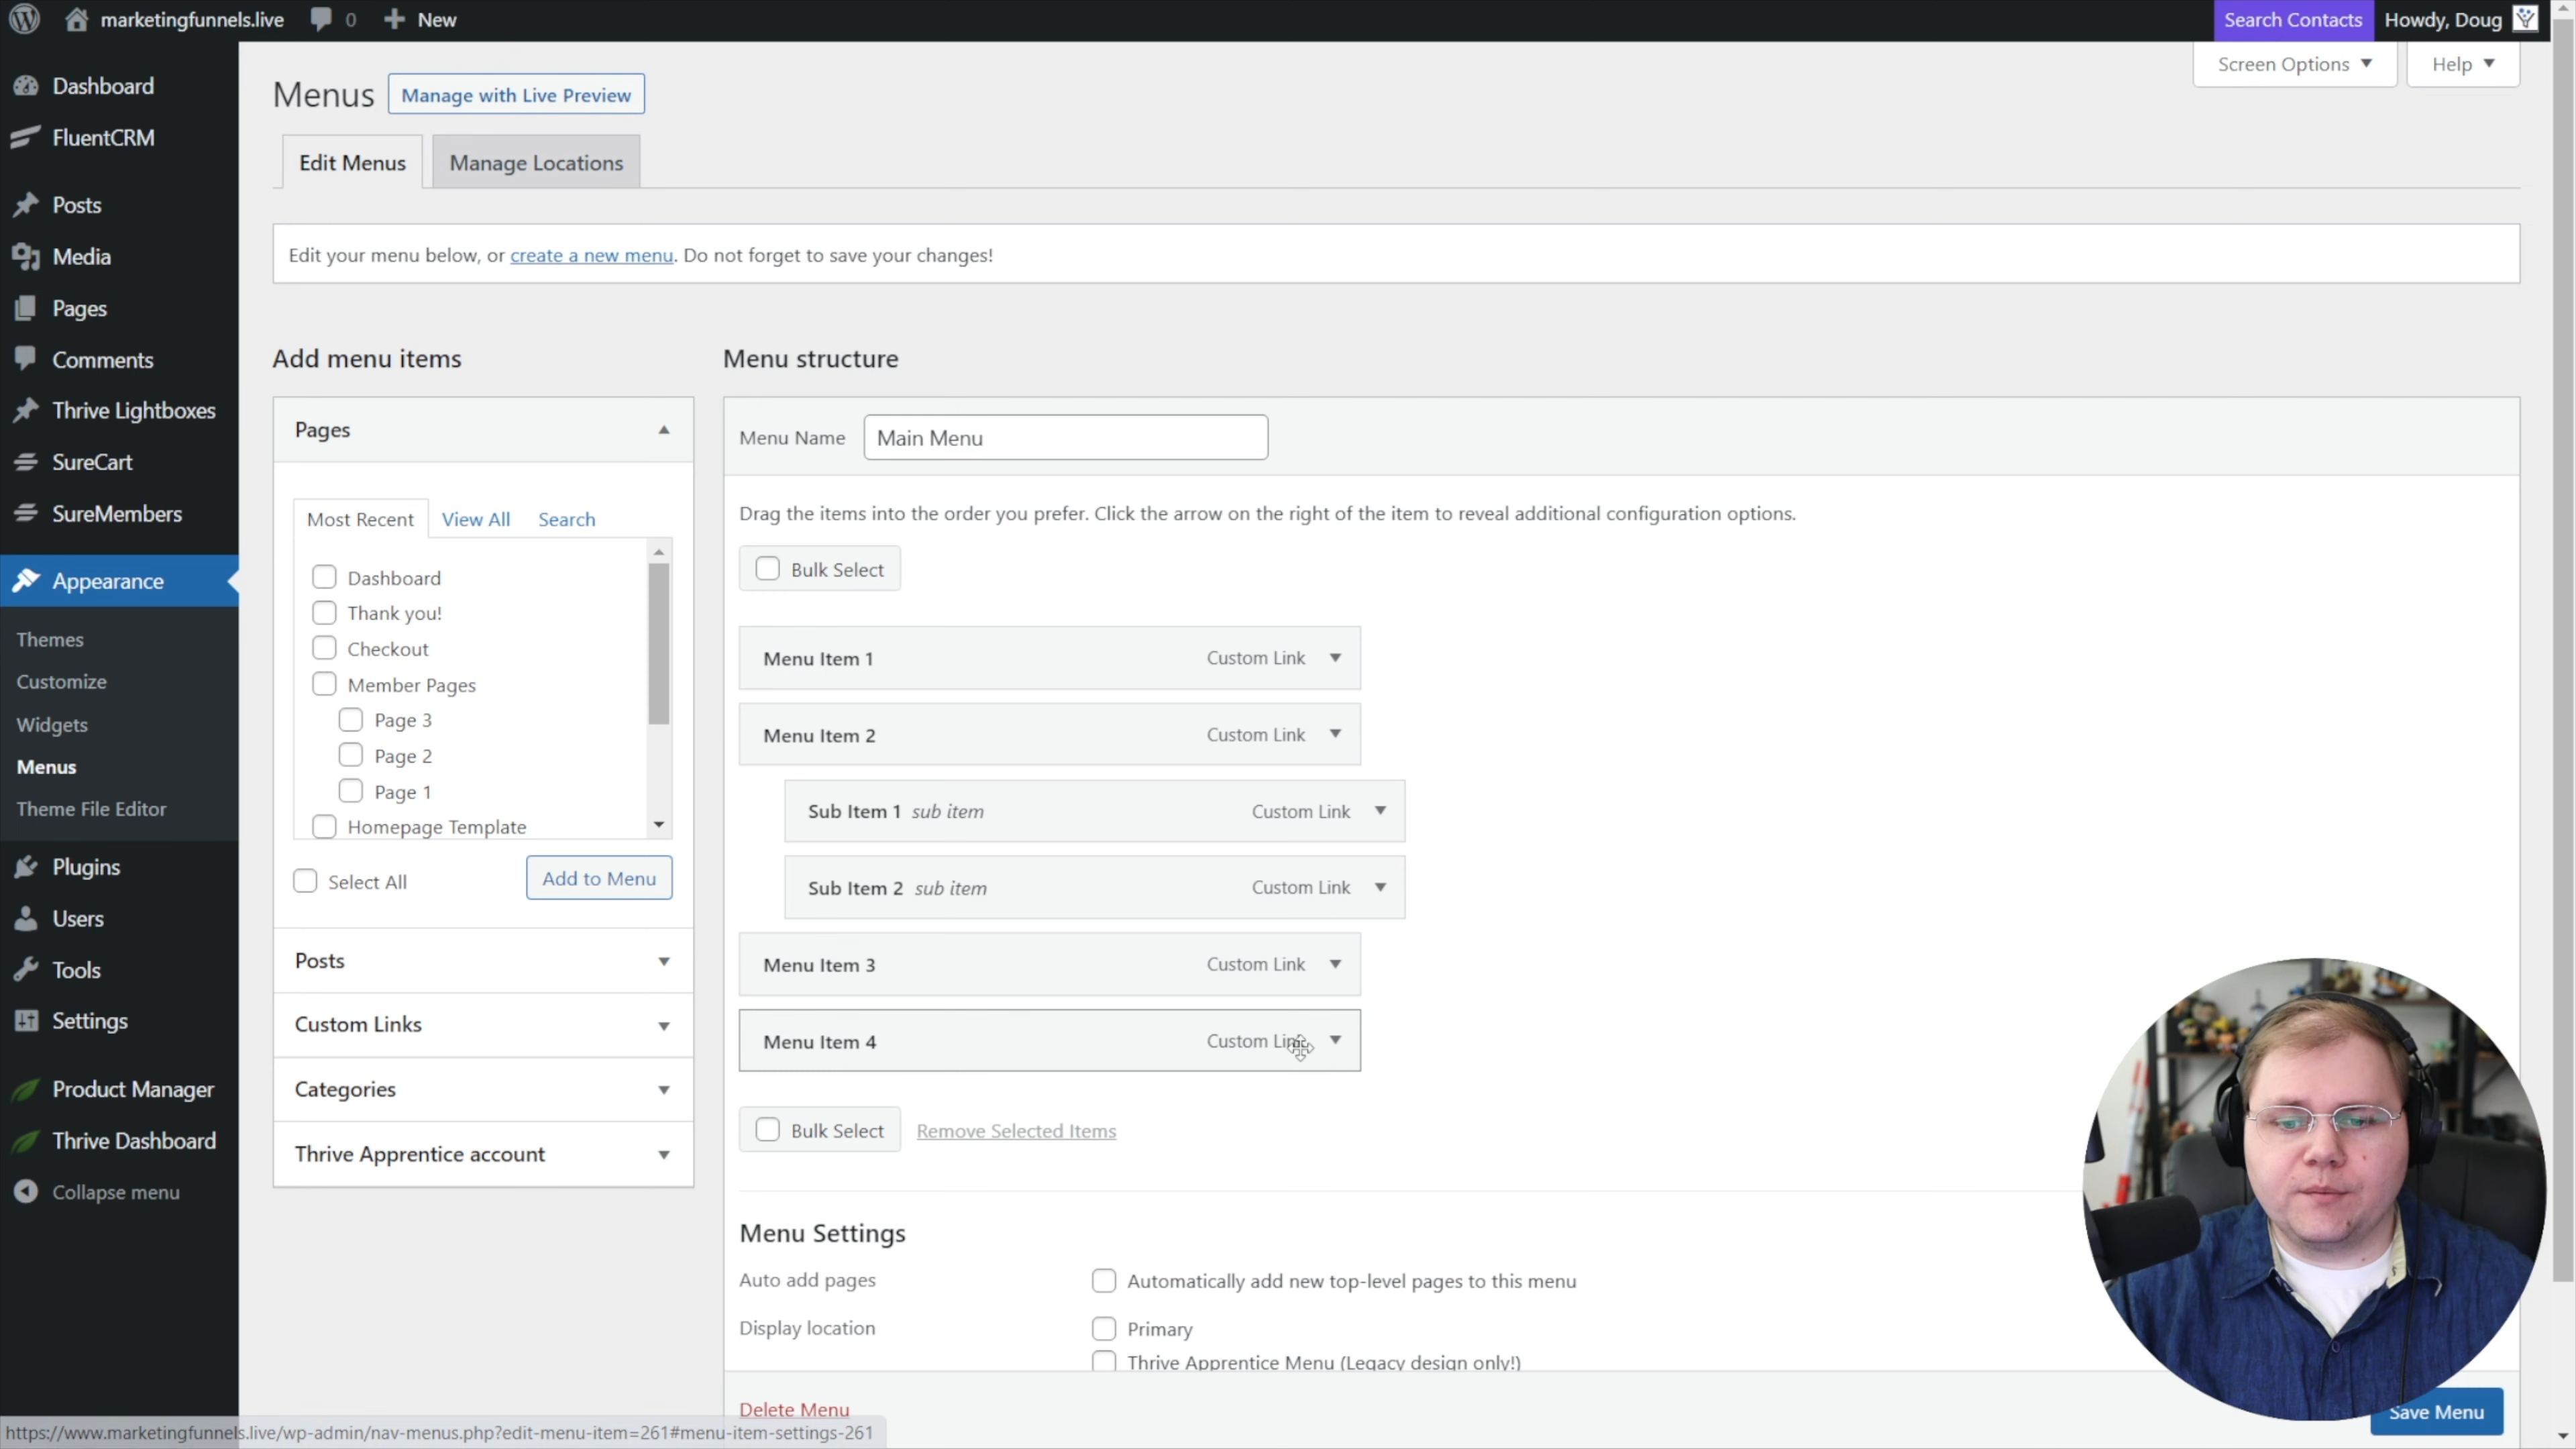 marketingfunnels.live 0 New Search Contacts Howdy, Doug
Screen Options Help
Dashboard
FluentCRM
Posts
Media
Pages
Comments
Thrive Lightboxes
SureCart
SureMembers
Appearance
Themes
Customize
Widgets
Menus
Theme File Editor
Plugins
Users
Tools
Settings
Product Manager
Thrive Dashboard
Collapse menu
Menus Manage with Live Preview
Edit Menus Manage Locations
Edit your menu below, or create a new menu. Do not forget to save your changes!
Add menu items
Pages
Most Recent View All Search
Dashboard
Thank you!
Checkout
Member Pages
Page 3
Page 2
Page 1
Homepage Template
Select All Add to Menu
Posts
Custom Links
Categories
Thrive Apprentice account
Menu structure
Menu Name Main Menu
Drag the items into the order you prefer. Click the arrow on the right of the item to reveal additional configuration options.
Bulk Select
Menu Item 1 Custom Link
Menu Item 2 Custom Link
Sub Item 1 sub item Custom Link
Sub Item 2 sub item Custom Link
Menu Item 3 Custom Link
Menu Item 4 Custom Link
Bulk Select Remove Selected Items
Menu Settings
Auto add pages Automatically add new top-level pages to this menu
Display location Primary
Thrive Apprentice Menu (Legacy design only!)
Delete Menu Save Menu
https://www.marketingfunnels.live/wp-admin/nav-menus.php?edit-menu-item=261#menu-item-settings-261